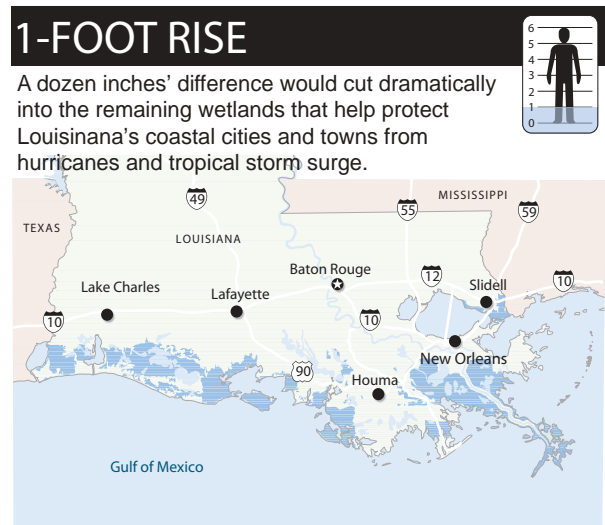 1-FOOT RISE
6
5
4
3
2
1
0
A dozen inches' difference would cut dramatically
into the remaining wetlands that help protect
Louisinana's coastal cities and towns from
hurricanes and tropical storm surge.
49
MISSISSIPPI
55
59
TEXAS
LOUISIANA
Baton Rouge
12
Slidell
10
Lake Charles
Lafayette
10
10
New Orleans
90
Houma
Gulf of Mexico